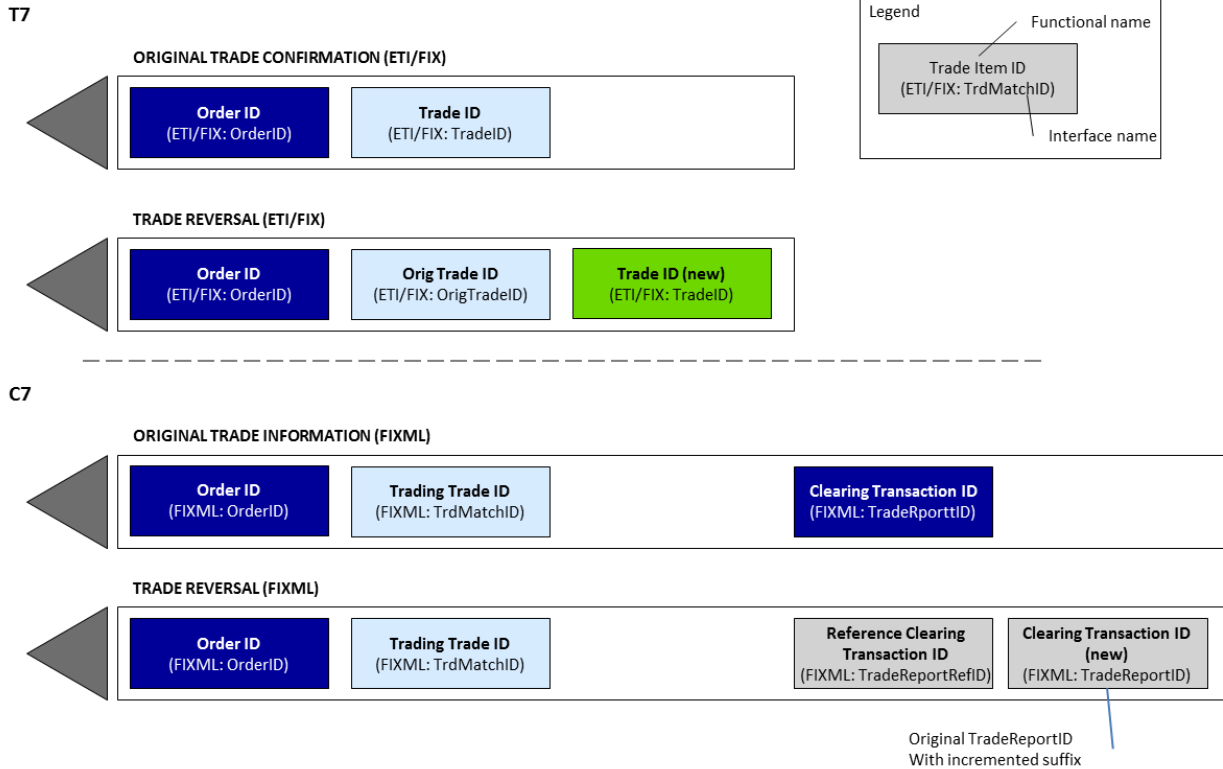 T7
Legend
Functional name
Trade Item ID
(ETI/FIX: TrdMatchID)
Interface name
ORIGINAL TRADE CONFIRMATION (ETI/FIX)
Order ID
(ETI/FIX: OrderID)
Trade ID
(ETI/FIX: TradeID)
TRADE REVERSAL (ETI/FIX)
Order ID
(ETI/FIX: OrderID)
Orig Trade ID
(ETI/FIX: OrigTradeID)
Trade ID (new)
(ETI/FIX: TradeID)
C7
ORIGINAL TRADE INFORMATION (FIXML)
Order ID
(FIXML: OrderID)
Trading Trade ID
(FIXML: TrdMatchID)
Clearing Transaction ID
(FIXML: TradeRporttID)
TRADE REVERSAL (FIXML)
Order ID
(FIXML: OrderID)
Trading Trade ID
(FIXML: TrdMatchID)
Reference Clearing
Transaction ID
(FIXML: TradeReportRefID)
Clearing Transaction ID
(new)
(FIXML: TradeReportID)
Original TradeReportID
With incremented suffix